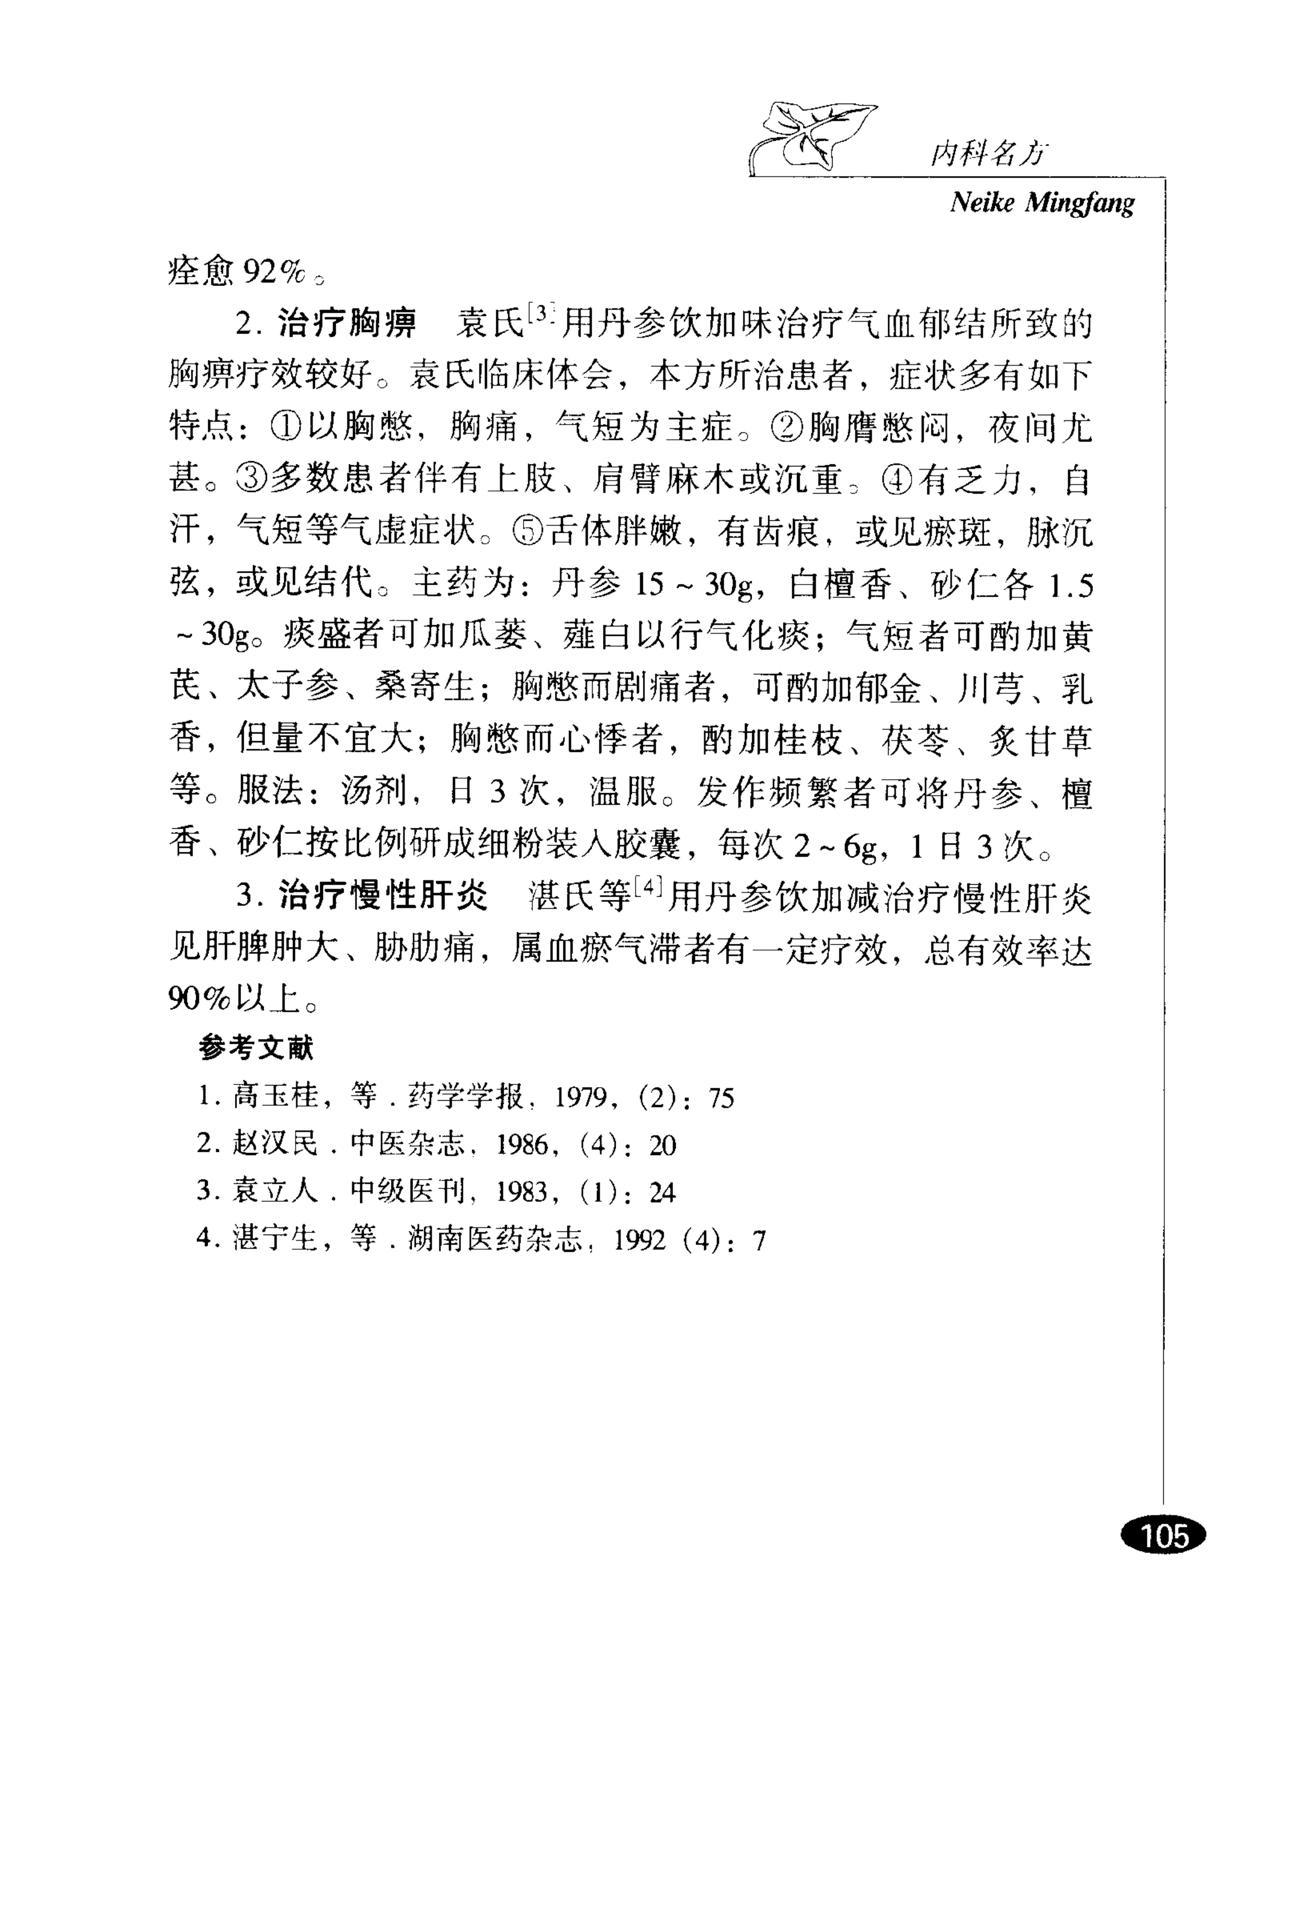 内科名方
Neike Mingfang
痊愈92%。
2. 治疗胸痹 袁氏[3]用丹参饮加味治疗气血郁结所致的
胸痹疗效较好。袁氏临床体会，本方所治患者，症状多有如下
特点：①以胸憋，胸痛，气短为主症。②胸膺憋闷，夜间尤
甚。③多数患者伴有上肢、肩臂麻木或沉重。④有乏力，自
汗，气短等气虚症状。⑤舌体胖嫩，有齿痕，或见瘀斑，脉沉
弦，或见结代。主药为：丹参 15～30g，白檀香、砂仁各 1.5
～30g。痰盛者可加瓜蒌、薤白以行气化痰；气短者可酌加黄
芪、太子参、桑寄生；胸憋而剧痛者，可酌加郁金、川芎、乳
香，但量不宜大；胸憋而心悸者，酌加桂枝、茯苓、炙甘草
等。服法：汤剂，日 3 次，温服。发作频繁者可将丹参、檀
香、砂仁按比例研成细粉装入胶囊，每次 2～6g，1 日 3 次。
3. 治疗慢性肝炎 湛氏等[4]用丹参饮加减治疗慢性肝炎
见肝脾肿大、胁肋痛，属血瘀气滞者有一定疗效，总有效率达
90%以上。
参考文献
1. 高玉桂，等．药学学报，1979，(2)：75
2. 赵汉民．中医杂志，1986，(4)：20
3. 袁立人．中级医刊，1983，(1)：24
4. 湛宁生，等．湖南医药杂志，1992 (4)：7
105